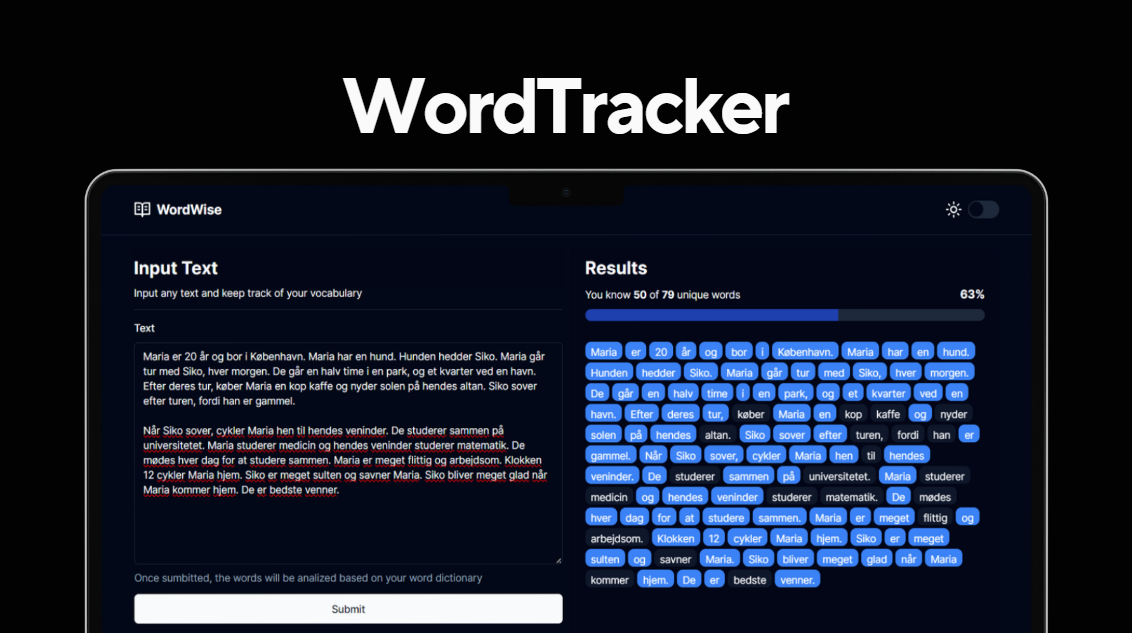 WordTracker
WordWise
Input Text
Input any text and keep track of your vocabulary
Text
Maria er 20 år og bor i København. Maria har en hund. Hunden hedder Siko. Maria går
tur med Siko, hver morgen. De går en halv time i en park, og et kvarter ved en havn.
Efter deres tur, køber Maria en kop kaffe og nyder solen på hendes altan. Siko sover
efter turen, fordi han er gammel.
Når Siko sover, cykler Maria hen til hendes veninder. De studerer sammen på
universitetet. Maria studerer medicin og hendes veninder studerer matematik. De
mødes hver dag for at studere sammen. Maria er meget flittig og arbejdsom. Klokken
12 cykler Maria hjem. Siko er meget sulten og savner Maria. Siko bliver meget glad når
Maria kommer hjem. De er bedste venner.
Once sumbitted, the words will be analized based on your word dictionary
Submit
Results
You know 50 of 79 unique words
63%
Maria er 20 år og bor i København. Maria har en hund.
Hunden hedder Siko. Maria går tur med Siko, hver morgen.
De går en halv time i en park, og et kvarter ved en
havn. Efter deres tur, køber Maria en kop kaffe og nyder
solen på hendes altan. Siko sover efter turen, fordi han er
gammel. Når Siko sover, cykler Maria hen til hendes
veninder. De studerer sammen på universitetet. Maria studerer
medicin og hendes veninder studerer matematik. De mødes
hver dag for at studere sammen. Maria er meget flittig og
arbejdsom. Klokken 12 cykler Maria hjem. Siko er meget
sulten og savner Maria. Siko bliver meget glad når Maria
kommer hjem. De er bedste venner.